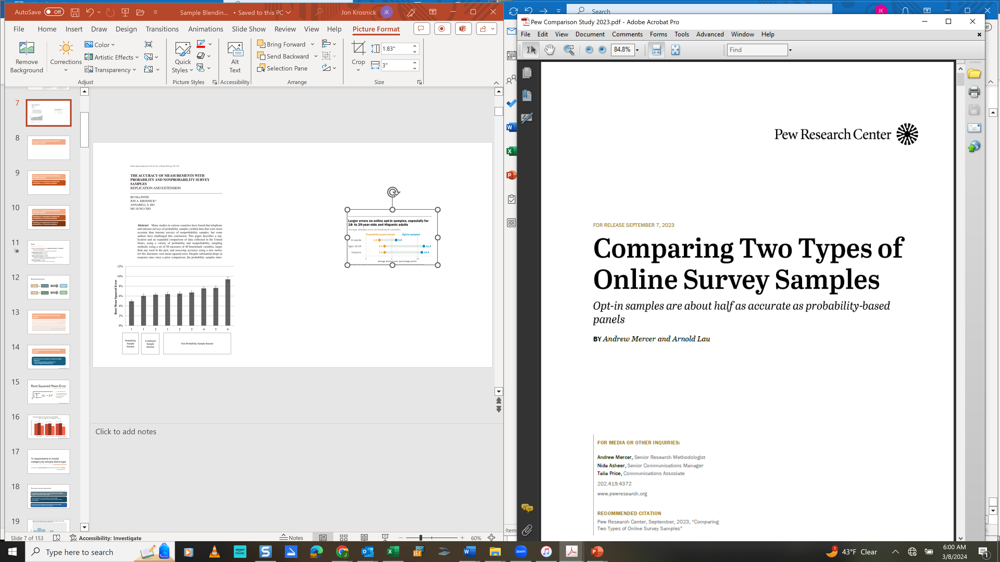 AutoSave Off
Sample Blendin... • Saved to this PC
Jon Krosnick JK
File Home Insert Draw Design Transitions Animations Slide Show Review View Help Picture Format
Remove Background
Corrections
Color
Artistic Effects
Transparency
Adjust
Quick Styles
Picture Styles
Alt Text
Accessibility
Bring Forward
Send Backward
Selection Pane
Arrange
Crop
1.83"
3"
Size
7
8
9
10
11
12
13
14
15
16
17
18
19
Data
Blended Samples
Root Squared Mean Error
% respondents in modal
category by sample blend type
Example survey questions
Public Opinion Quarterly, Vol. 82, No. 4, Winter 2018, pp. 707–744
THE ACCURACY OF MEASUREMENTS WITH
PROBABILITY AND NONPROBABILITY SURVEY
SAMPLES
REPLICATION AND EXTENSION
BO MACINNIS
JON A. KROSNICK*
ANNABELL S. HO
MU-JUNG CHO
Abstract Many studies in various countries have found that telephone
and internet surveys of probability samples yielded data that were more
accurate than internet surveys of nonprobability samples, but some
authors have challenged this conclusion. This paper describes a rep-
lication and an expanded comparison of data collected in the United
States, using a variety of probability and nonprobability sampling
methods, using a set of 50 measures of 40 benchmark variables, larger
than any used in the past, and assessing accuracy using a new metric
for this literature: root mean squared error. Despite substantial drops in
response rates since a prior comparison, the probability samples inter-
Root Mean Squared Error
12%
10%
8%
6%
4%
2%
0%
1 1 2 1 2 3 4 5 6
Probability Sample Internet
Combined Sample Internet
Non-Probability Sample Internet
Larger errors on online opt-in samples, especially for
18- to 29-year-olds and Hispanic adults
Average absolute error on benchmark variables
Probability-based panels Opt-in samples
All adults 2.6 5.8
Ages 18-29 3.6 11.2
Hispanic 3.6 10.8
0 0 10
Average absolute error (percentage points)
Click to add notes
Slide 7 of 153
Accessibility: Investigate
Notes
60%
Search
JK
Pew Comparison Study 2023.pdf - Adobe Acrobat Pro
File Edit View Document Comments Forms Tools Advanced Window Help
84.8%
Find
Pew Research Center
FOR RELEASE SEPTEMBER 7, 2023
Comparing Two Types of
Online Survey Samples
Opt-in samples are about half as accurate as probability-based
panels
BY Andrew Mercer and Arnold Lau
FOR MEDIA OR OTHER INQUIRIES:
Andrew Mercer, Senior Research Methodologist
Nida Asheer, Senior Communications Manager
Talia Price, Communications Associate
202.419.4372
www.pewresearch.org
RECOMMENDED CITATION
Pew Research Center, September, 2023, “Comparing
Two Types of Online Survey Samples”
Items
Type here to search
amazon music
zoom
43°F Clear
6:00 AM
3/8/2024
1